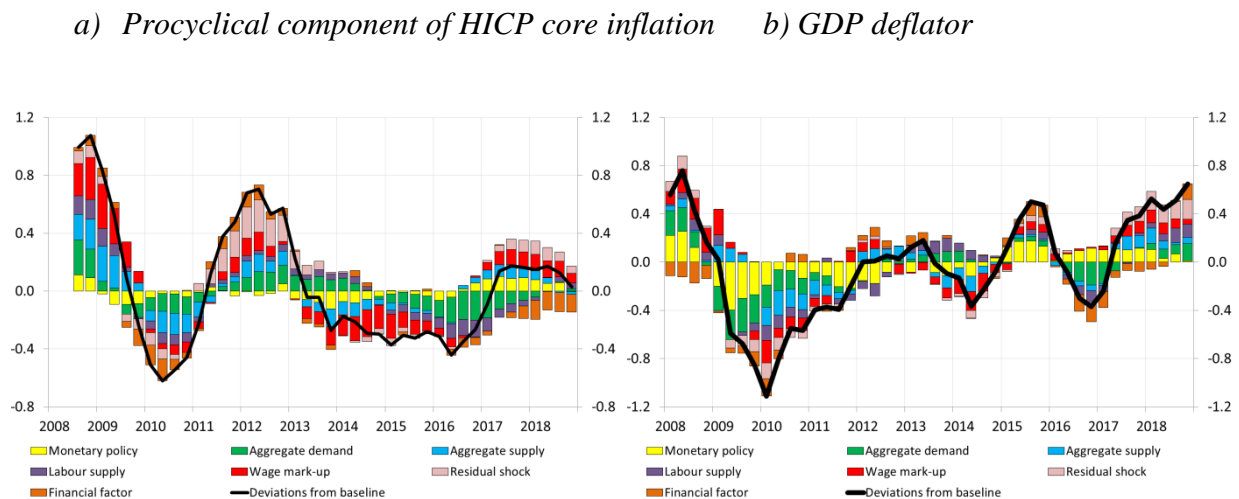 a) Procyclical component of HICP core inflation b) GDP deflator
1.2 1.2 1.2 1.2
0.8 0.8 0.8 0.8
0.4 0.4 0.4 0.4
0.0 0.0 0.0 0.0
-0.4 -0.4 -0.4 -0.4
-0.8 -0.8 -0.8 -0.8
-1.2 -1.2
2008 2009 2010 2011 2012 2013 2014 2015 2016 2017 2018
2008 2009 2010 2011 2012 2013 2014 2015 2016 2017 2018
Monetary policy Aggregate demand Aggregate supply
Labour supply Wage mark-up Residual shock
Financial factor Deviations from baseline
Monetary policy Aggregate demand Aggregate supply
Labour supply Wage mark-up Residual shock
Financial factor Deviations from baseline